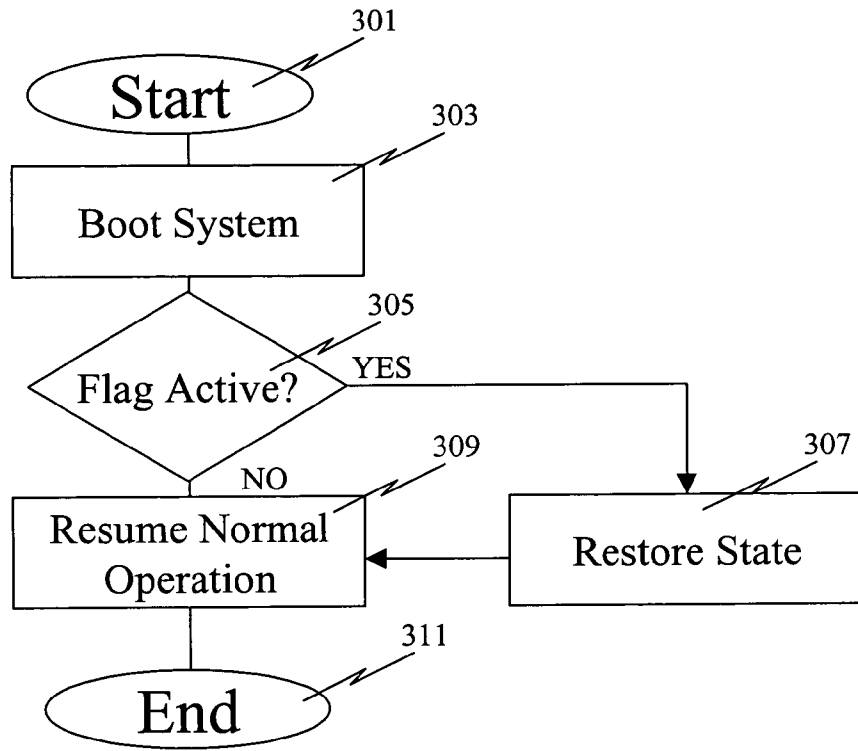 301
Start
303
Boot System
305
Flag Active?
YES
309
NO
307
Resume Normal
Operation
Restore State
311
End